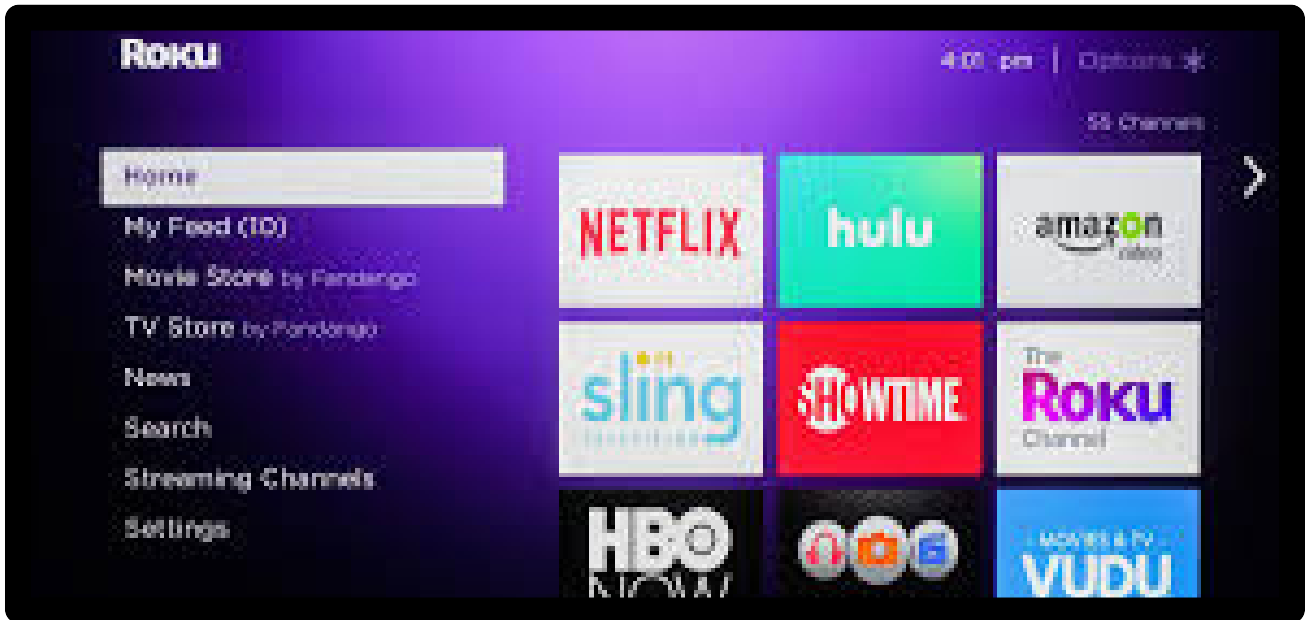 Roku
4:01 pm | Options *
55 Channels
Home
My Feed (10)
Movie Store by Fandango
TV Store by Fandango
News
Search
Streaming Channels
Settings
NETFLIX
hulu
amazon
video
sling
TELEVISION
SHOWTIME
The
Roku
Channel
HBO
NOW
MOVIES & TV
VUDU